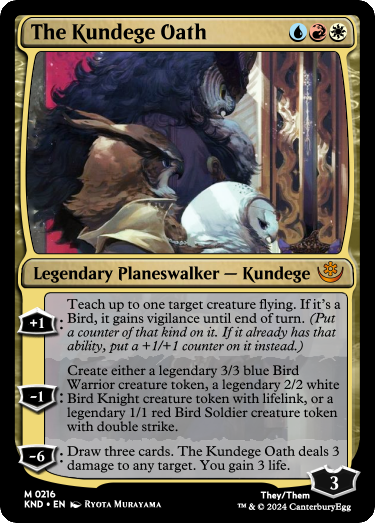 The Kundege Oath
Legendary Planeswalker — Kundege
+1: Teach up to one target creature flying. If it's a
Bird, it gains vigilance until end of turn. (Put
a counter of that kind on it. If it already has that
ability, put a +1/+1 counter on it instead.)
-1: Create either a legendary 3/3 blue Bird
Warrior creature token, a legendary 2/2 white
Bird Knight creature token with lifelink, or a
legendary 1/1 red Bird Soldier creature token
with double strike.
-6: Draw three cards. The Kundege Oath deals 3
damage to any target. You gain 3 life.
3
M 0216
KND • EN Ryota Murayama
They/Them
™ & © 2024 CanterburyEgg